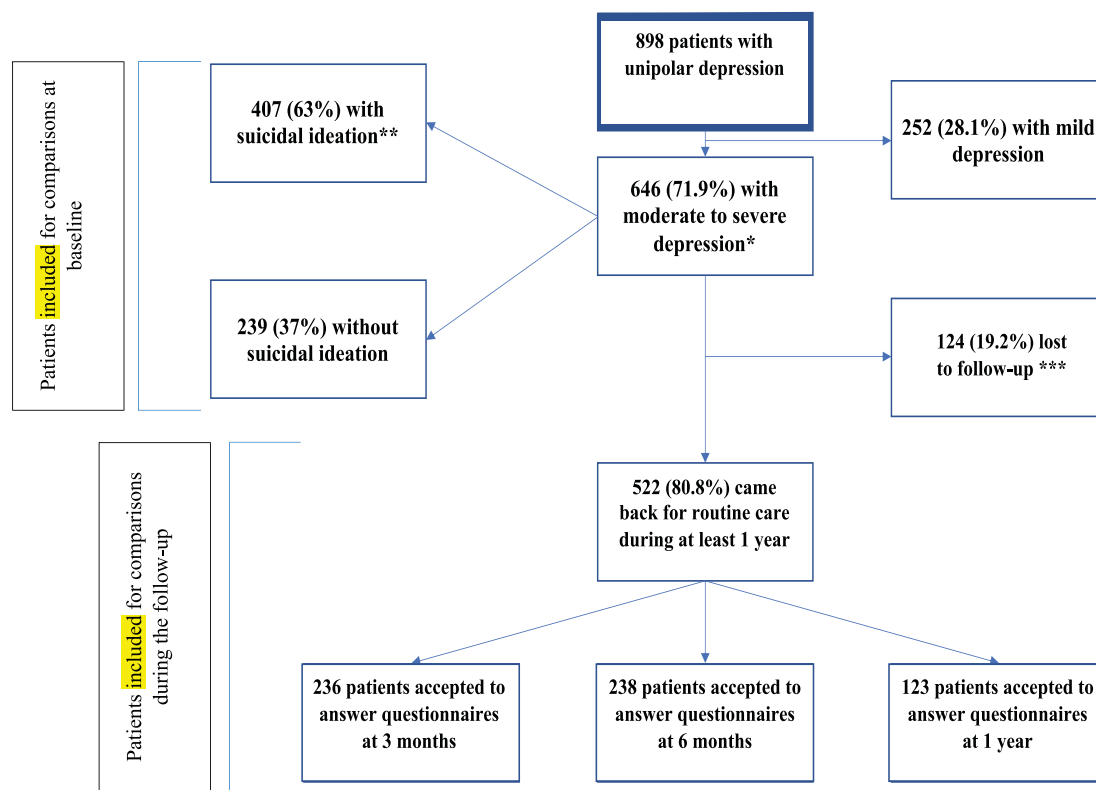 898 patients with
unipolar depression
407 (63%) with
suicidal ideation**
252 (28.1%) with mild
depression
646 (71.9%) with
moderate to severe
depression*
Patients included for comparisons at
baseline
239 (37%) without
suicidal ideation
124 (19.2%) lost
to follow-up ***
522 (80.8%) came
back for routine care
during at least 1 year
Patients included for comparisons
during the follow-up
236 patients accepted to
answer questionnaires
at 3 months
238 patients accepted to
answer questionnaires
at 6 months
123 patients accepted to
answer questionnaires
at 1 year